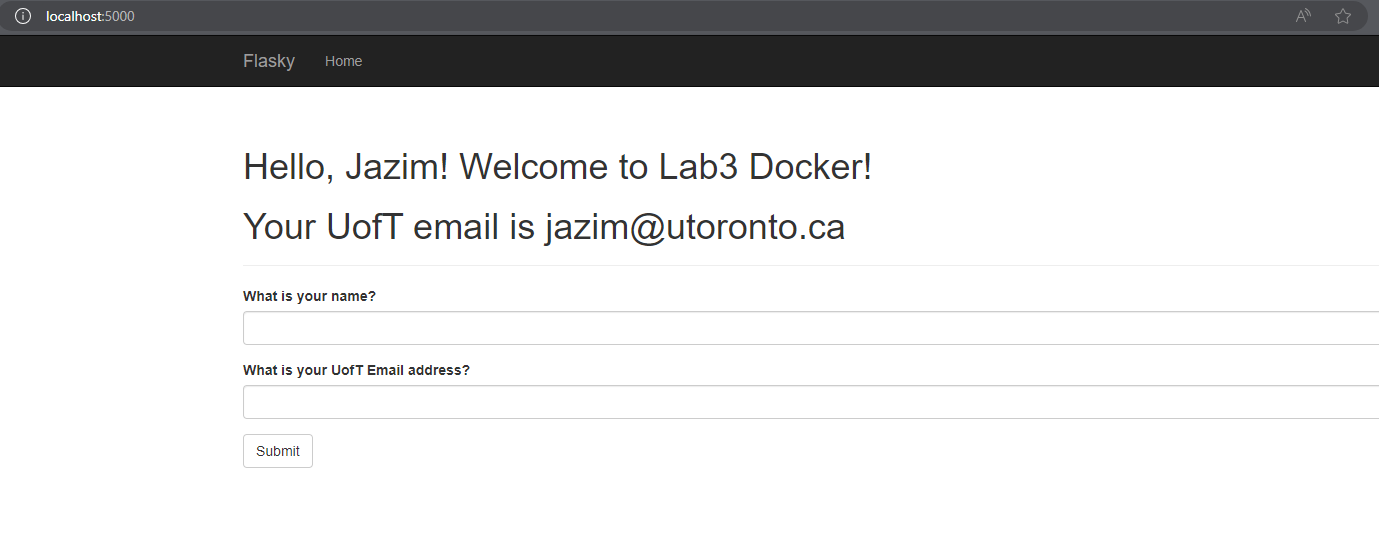 localhost:5000
Flasky Home
Hello, Jazim! Welcome to Lab3 Docker!
Your UofT email is jazim@utoronto.ca
What is your name?
What is your UofT Email address?
Submit